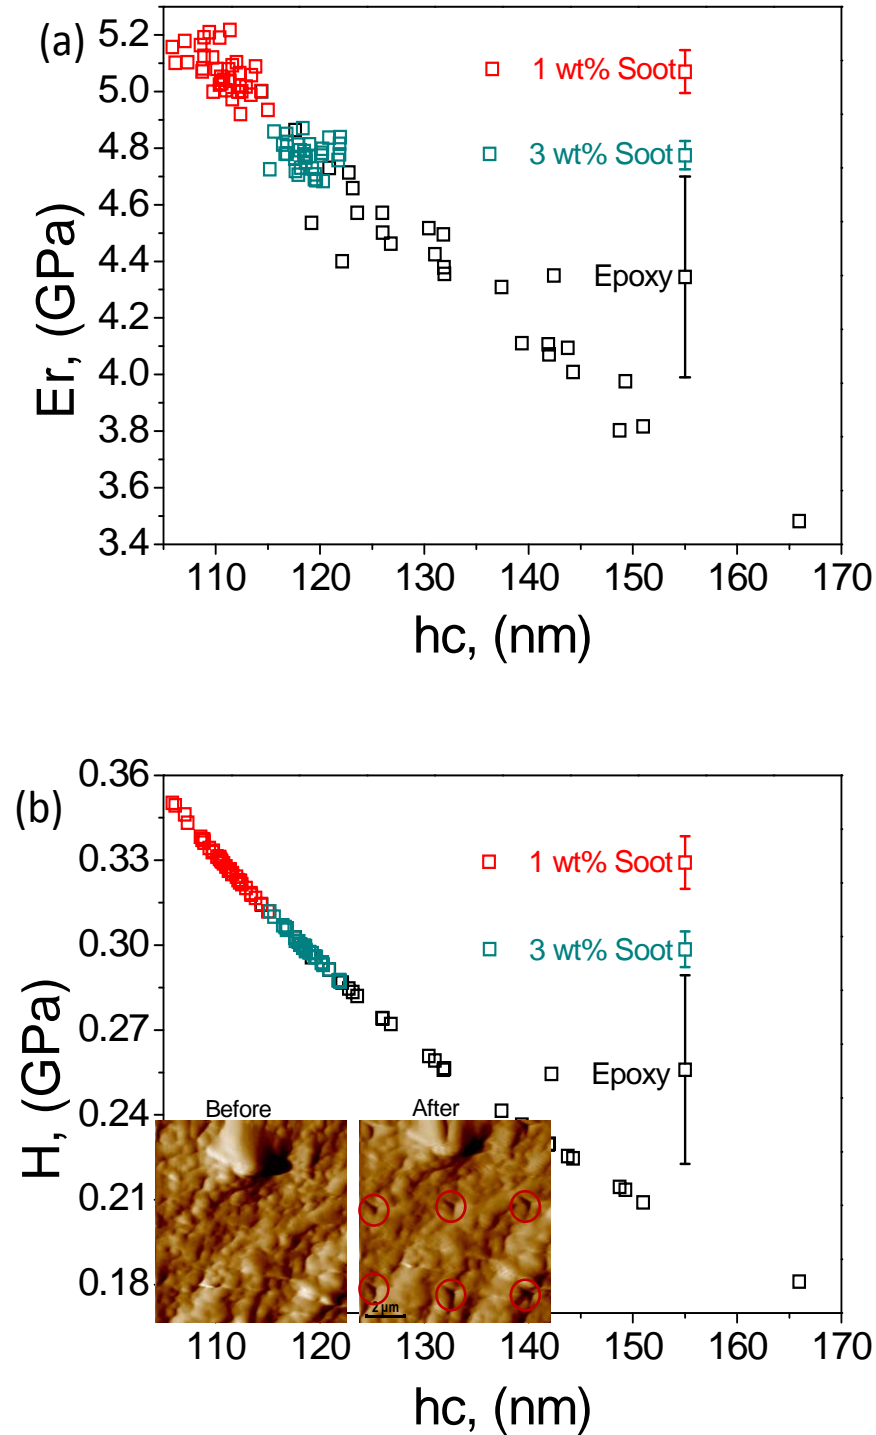 (a)
5.2
5.0
4.8
4.6
4.4
4.2
4.0
3.8
3.6
3.4
Er, (GPa)
1 wt% Soot
3 wt% Soot
Epoxy
110 120 130 140 150 160 170
hc, (nm)
(b)
0.36
0.33
0.30
0.27
0.24
0.21
0.18
H, (GPa)
1 wt% Soot
3 wt% Soot
Epoxy
Before
After
2 µm
110 120 130 140 150 160 170
hc, (nm)